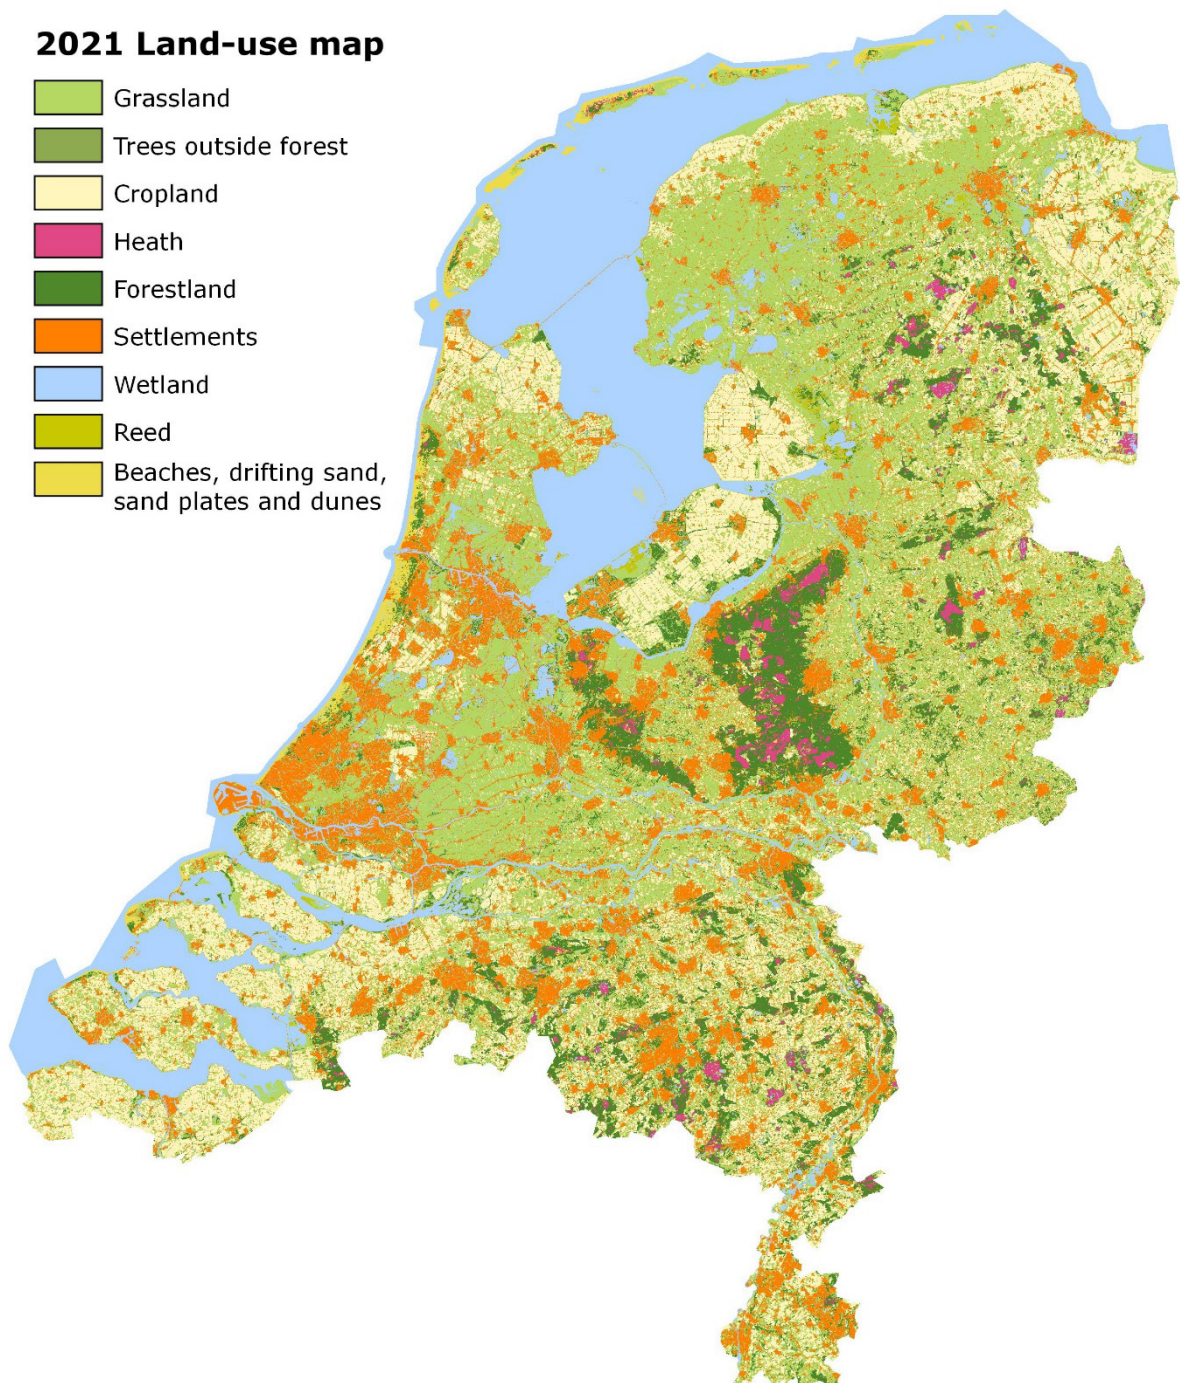 2021 Land-use map
Grassland
Trees outside forest
Cropland
Heath
Forestland
Settlements
Wetland
Reed
Beaches, drifting sand,
sand plates and dunes